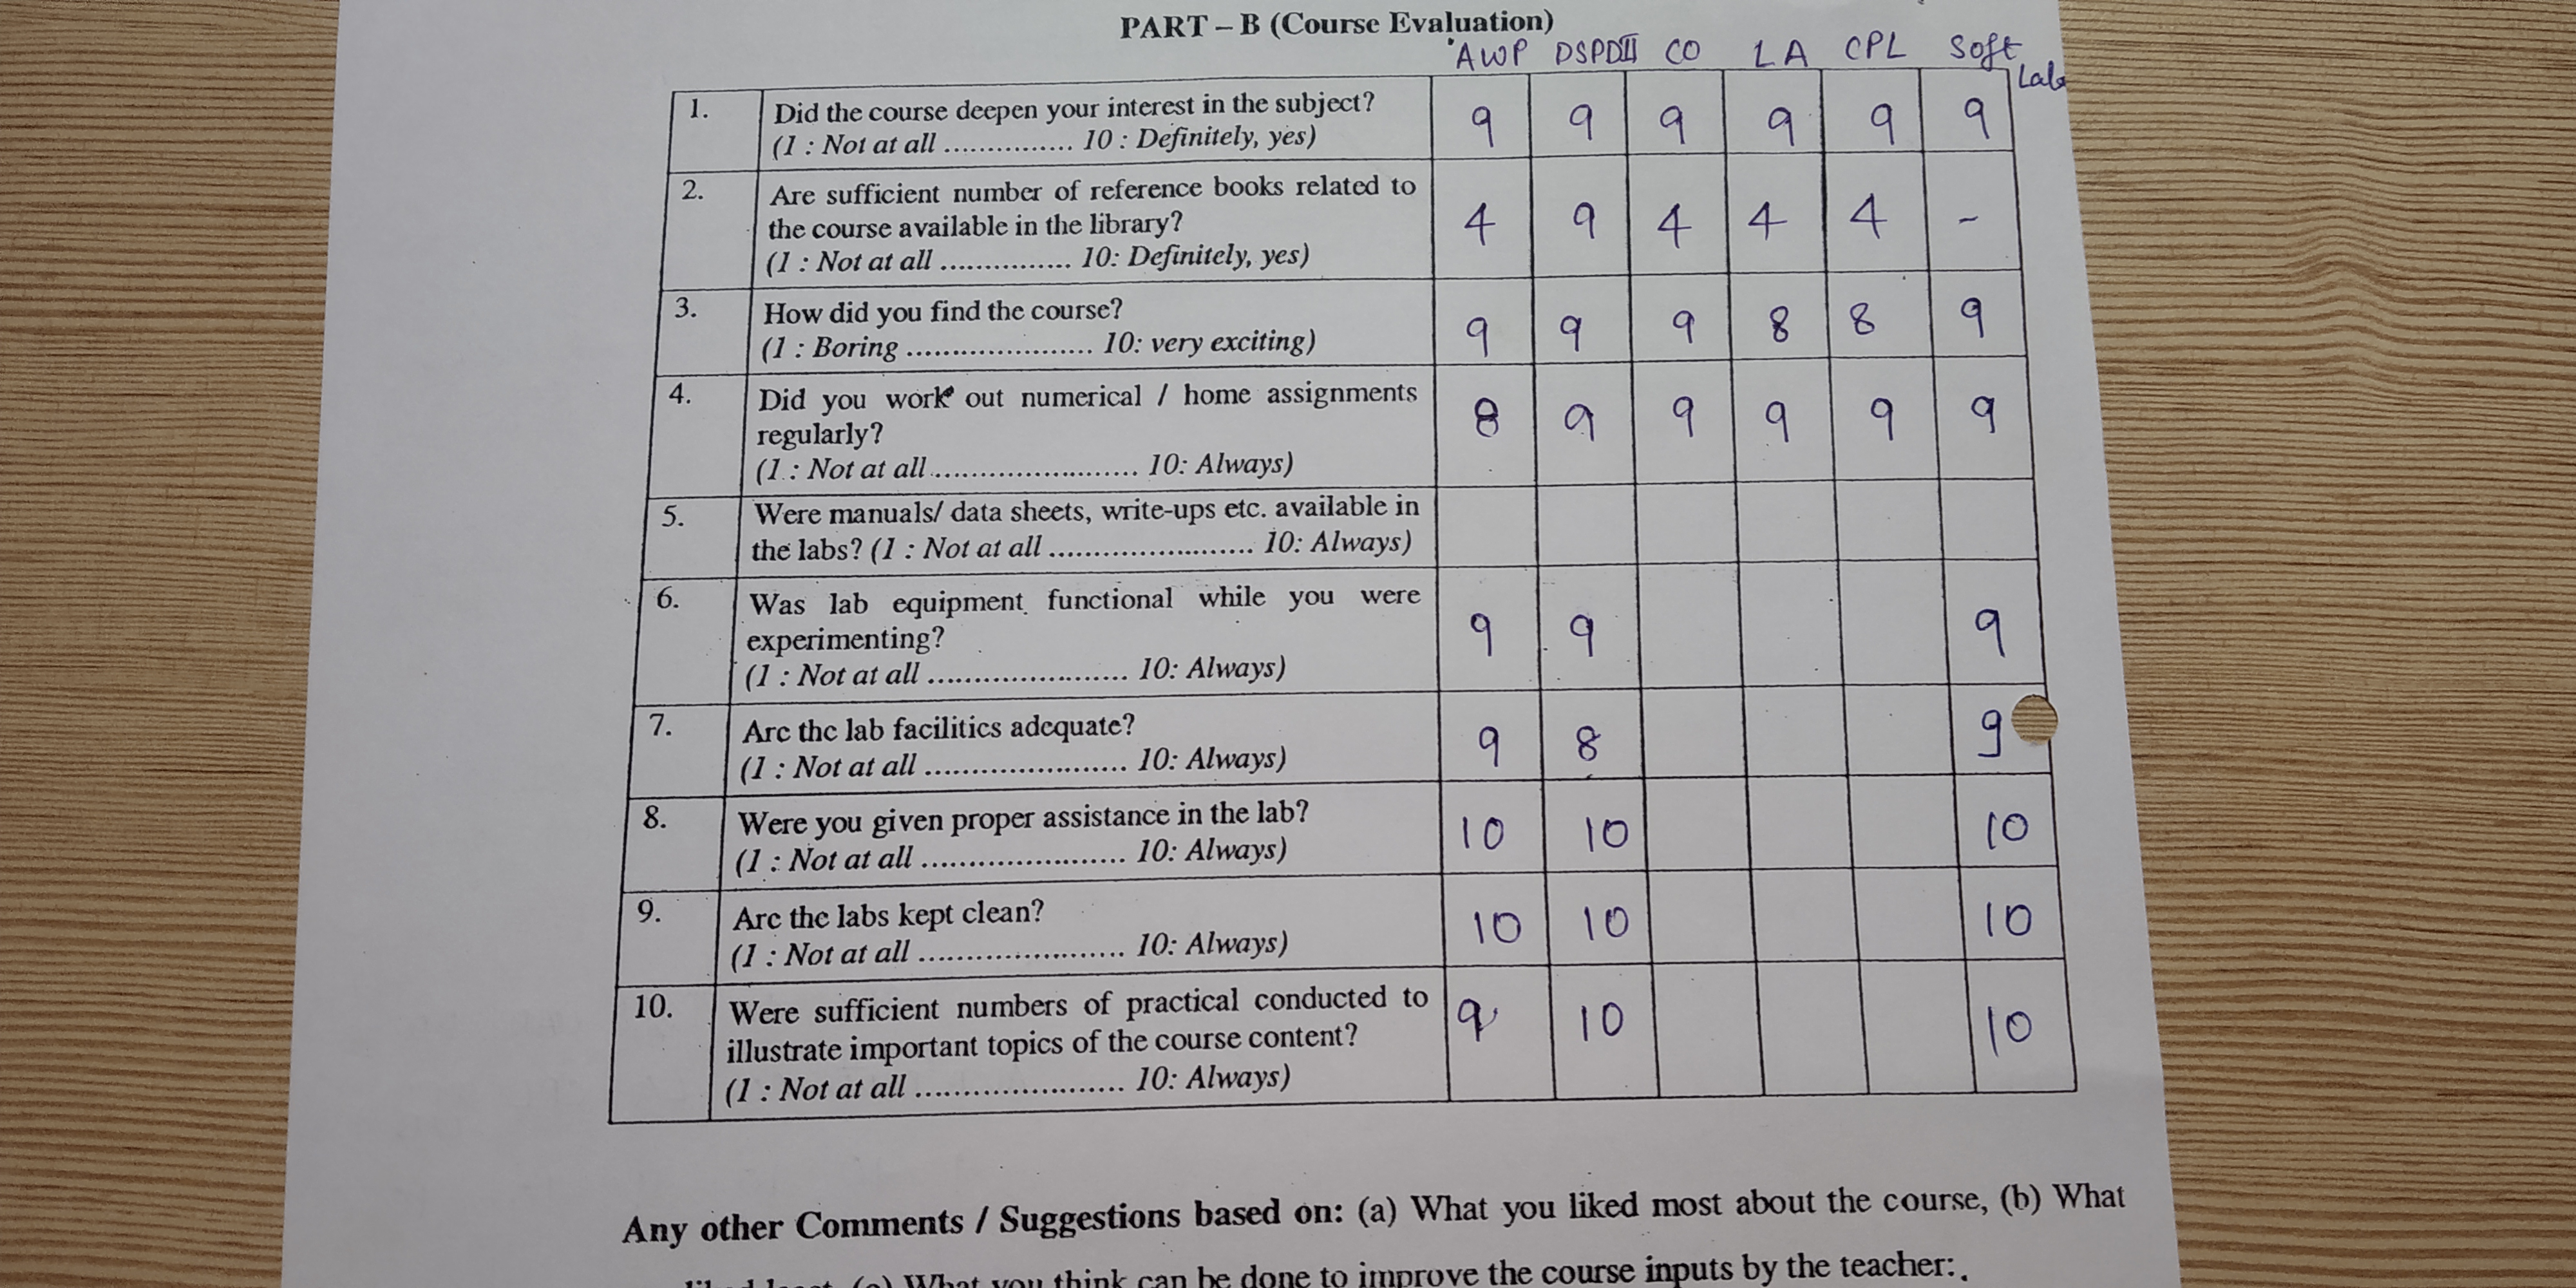 PART – B (Course Evaluation)
AWP DSPDII CO LA CPL Soft Lab
1. Did the course deepen your interest in the subject? 9 9 9 9 9 9
(1 : Not at all ............... 10 : Definitely, yes)
2. Are sufficient number of reference books related to
the course available in the library? 4 9 4 4 4 -
(1 : Not at all ............... 10: Definitely, yes)
3. How did you find the course? 9 9 9 8 8 9
(1 : Boring ...................... 10: very exciting)
4. Did you work out numerical / home assignments
regularly? 8 9 9 9 9 9
(1 : Not at all ........................ 10: Always)
5. Were manuals/ data sheets, write-ups etc. available in
the labs? (1 : Not at all ........................ 10: Always)
6. Was lab equipment functional while you were
experimenting? 9 9 9
(1 : Not at all ....................... 10: Always)
7. Are the lab facilities adequate? 9 8 9
(1 : Not at all ....................... 10: Always)
8. Were you given proper assistance in the lab? 10 10 10
(1 : Not at all ........................ 10: Always)
9. Are the labs kept clean? 10 10 10
(1 : Not at all ........................ 10: Always)
10. Were sufficient numbers of practical conducted to
illustrate important topics of the course content? 9 10 10
(1 : Not at all ........................ 10: Always)
Any other Comments / Suggestions based on: (a) What you liked most about the course, (b) What
liked least, (c) What you think can be done to improve the course inputs by the teacher:.